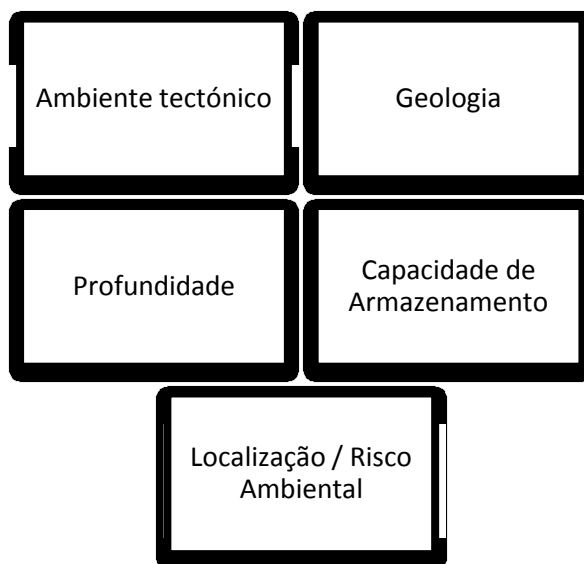 Ambiente tectónico
Geologia
Profundidade
Capacidade de
Armazenamento
Localização / Risco
Ambiental